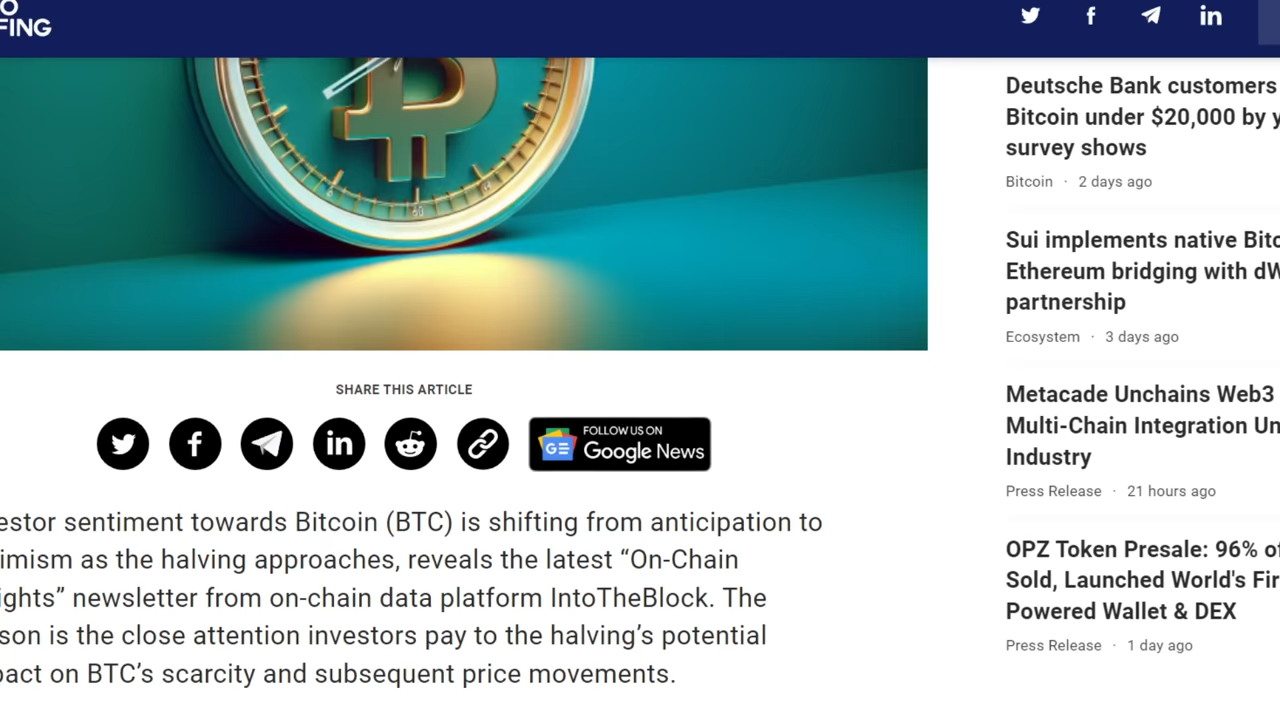 O
FING
60
SHARE THIS ARTICLE
FOLLOW US ON
GE
Google News
estor sentiment towards Bitcoin (BTC) is shifting from anticipation to
imism as the halving approaches, reveals the latest “On-Chain
ights” newsletter from on-chain data platform IntoTheBlock. The
son is the close attention investors pay to the halving’s potential
pact on BTC’s scarcity and subsequent price movements.
Deutsche Bank customers
Bitcoin under $20,000 by y
survey shows
Bitcoin · 2 days ago
Sui implements native Bitc
Ethereum bridging with dW
partnership
Ecosystem · 3 days ago
Metacade Unchains Web3
Multi-Chain Integration Un
Industry
Press Release · 21 hours ago
OPZ Token Presale: 96% of
Sold, Launched World's Fir
Powered Wallet & DEX
Press Release · 1 day ago